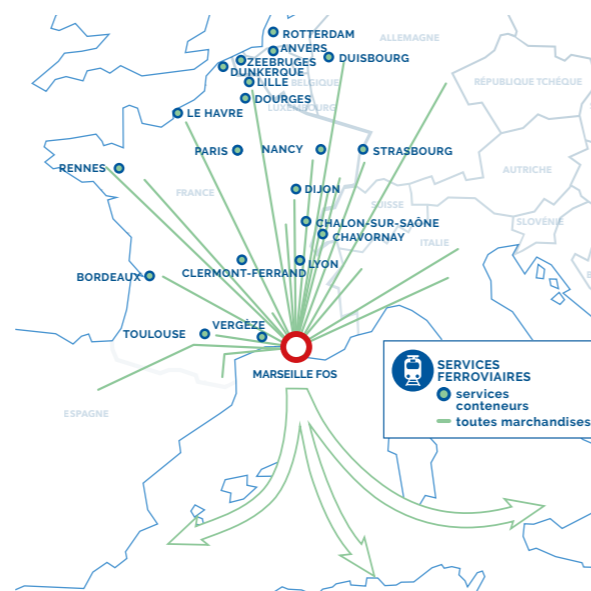 ROTTERDAM
ALLEMAGNE
ANVERS
ZEEBRUGES
DUISBOURG
DUNKERQUE
LILLE
BELGIQUE
RÉPUBLIQUE TCHÈQUE
DOURGES
LUXEMBOURG
LE HAVRE
PARIS
NANCY
STRASBOURG
RENNES
AUTRICHE
FRANCE
DIJON
SUISSE
CHALON-SUR-SAÔNE
SLOVÉNIE
CHAVORNAY
ITALIE
LYON
CLERMONT-FERRAND
BORDEAUX
VERGÈZE
TOULOUSE
MARSEILLE FOS
SERVICES
FERROVIAIRES
services
conteneurs
toutes marchandises
ESPAGNE